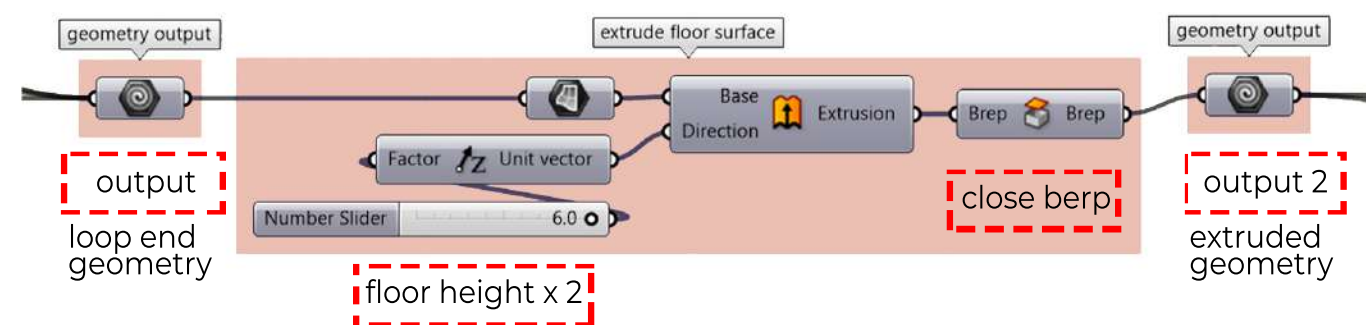 geometry output
extrude floor surface
geometry output
Base
Direction
Extrusion
Brep Brep
Factor Z Unit vector
Number Slider 6.0
output
loop end
geometry
floor height x 2
close berp
output 2
extruded
geometry